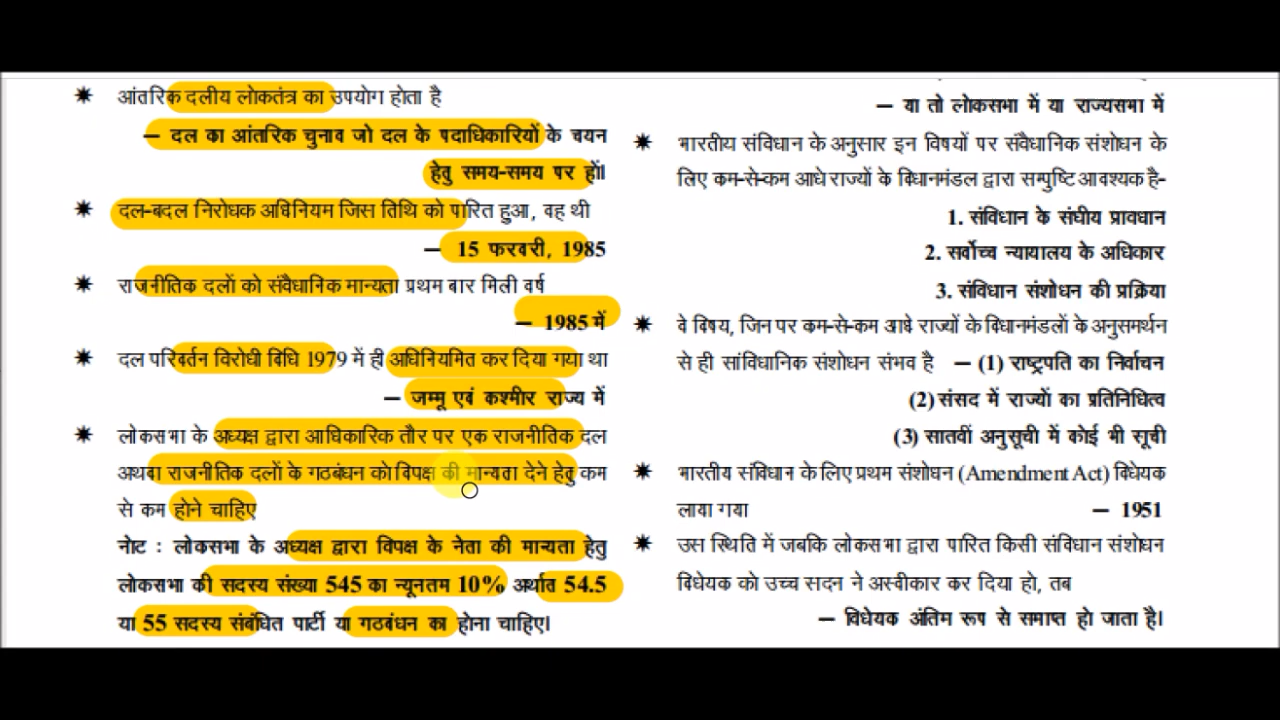 आंतरिक दलीय लोकतंत्र का उपयोग होता है
– दल का आंतरिक चुनाव जो दल के पदाधिकारियों के चयन
हेतु समय-समय पर हों।
दल-बदल निरोधक अधिनियम जिस तिथि को पारित हुआ, वह थी
– 15 फरवरी, 1985
राजनीतिक दलों को संवैधानिक मान्यता प्रथम बार मिली वर्ष
– 1985 में
दल परिवर्तन विरोधी विधि 1979 में ही अधिनियमित कर दिया गया था
– जम्मू एवं कश्मीर राज्य में
लोकसभा के अध्यक्ष द्वारा आधिकारिक तौर पर एक राजनीतिक दल
अथवा राजनीतिक दलों के गठबंधन को विपक्ष की मान्यता देने हेतु कम
से कम होने चाहिए
नोट : लोकसभा के अध्यक्ष द्वारा विपक्ष के नेता की मान्यता हेतु
लोकसभा की सदस्य संख्या 545 का न्यूनतम 10% अर्थात 54.5
या 55 सदस्य संबंधित पार्टी या गठबंधन का होना चाहिए।
– या तो लोकसभा में या राज्यसभा में
भारतीय संविधान के अनुसार इन विषयों पर संवैधानिक संशोधन के
लिए कम-से-कम आधे राज्यों के विधानमंडल द्वारा सम्पुष्टि आवश्यक है-
1. संविधान के संघीय प्रावधान
2. सर्वोच्च न्यायालय के अधिकार
3. संविधान संशोधन की प्रक्रिया
वे विषय, जिन पर कम-से-कम आधे राज्यों के विधानमंडलों के अनुसमर्थन
से ही सांविधानिक संशोधन संभव है – (1) राष्ट्रपति का निर्वाचन
(2) संसद में राज्यों का प्रतिनिधित्व
(3) सातवीं अनुसूची में कोई भी सूची
भारतीय संविधान के लिए प्रथम संशोधन (Amendment Act) विधेयक
लाया गया – 1951
उस स्थिति में जबकि लोकसभा द्वारा पारित किसी संविधान संशोधन
विधेयक को उच्च सदन ने अस्वीकार कर दिया हो, तब
– विधेयक अंतिम रूप से समाप्त हो जाता है।